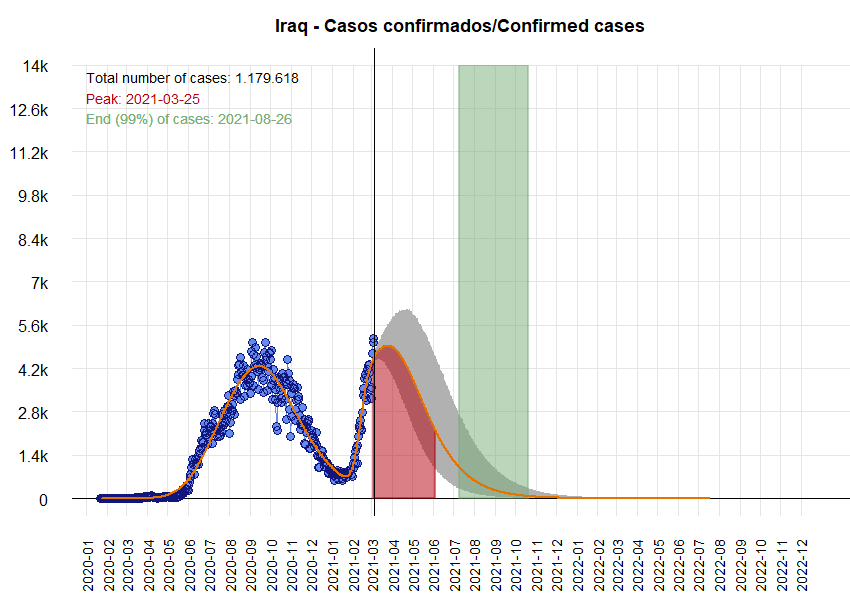 Iraq - Casos confirmados/Confirmed cases
14k
12.6k
11.2k
9.8k
8.4k
7k
5.6k
4.2k
2.8k
1.4k
0
Total number of cases: 1.179.618
Peak: 2021-03-25
End (99%) of cases: 2021-08-26
2020-01
2020-02
2020-03
2020-04
2020-05
2020-06
2020-07
2020-08
2020-09
2020-10
2020-11
2020-12
2021-01
2021-02
2021-03
2021-04
2021-05
2021-06
2021-07
2021-08
2021-09
2021-10
2021-11
2021-12
2022-01
2022-02
2022-03
2022-04
2022-05
2022-06
2022-07
2022-08
2022-09
2022-10
2022-11
2022-12